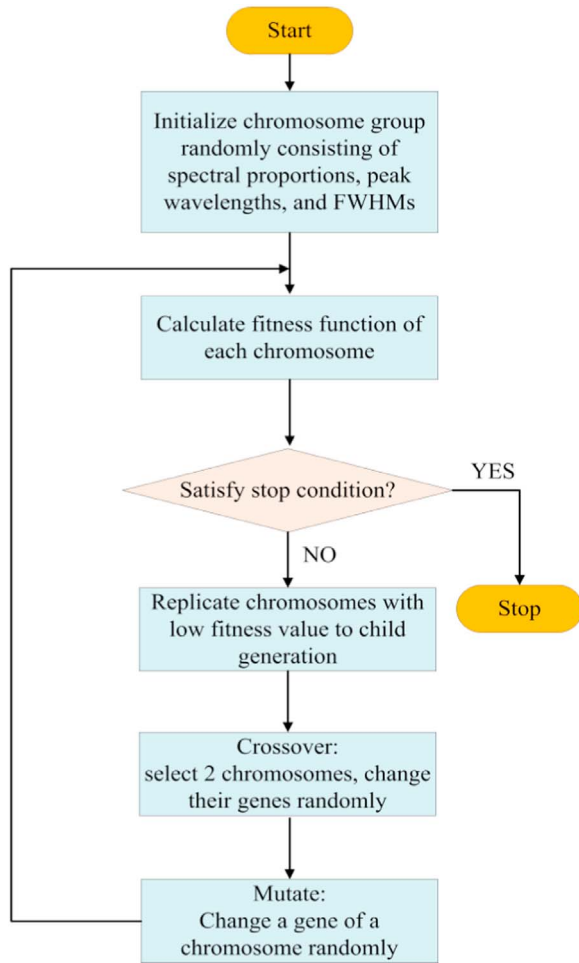 Start
Initialize chromosome group
randomly consisting of
spectral proportions, peak
wavelengths, and FWHMs
Calculate fitness function of
each chromosome
Satisfy stop condition?
YES
NO
Replicate chromosomes with
low fitness value to child
generation
Stop
Crossover:
select 2 chromosomes, change
their genes randomly
Mutate:
Change a gene of a
chromosome randomly